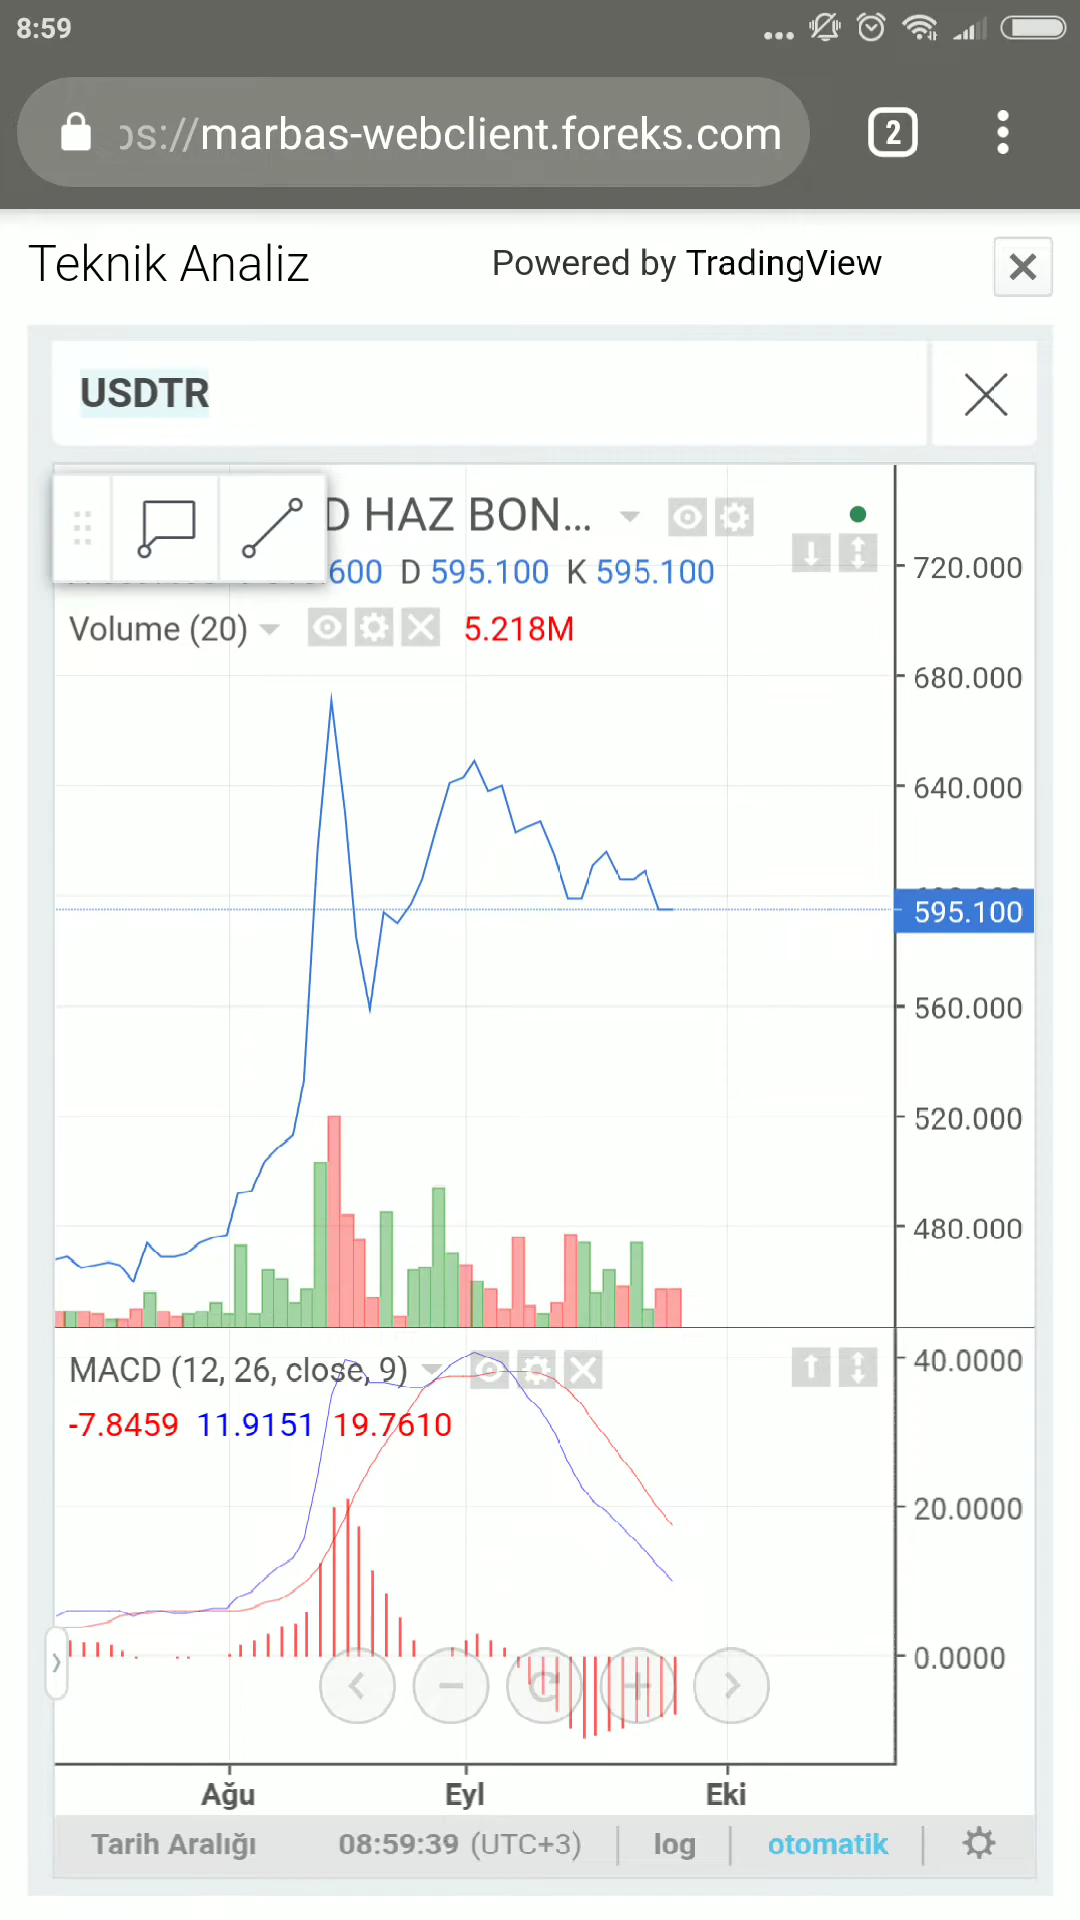 8:59
2
ps://marbas-webclient.foreks.com
Teknik Analiz
Powered by TradingView
USDTR
D HAZ BON...
600 D 595.100 K 595.100
Volume (20) 5.218M
720.000
680.000
640.000
595.100
560.000
520.000
480.000
MACD (12, 26, close, 9)
-7.8459 11.9151 19.7610
40.0000
20.0000
0.0000
Ağu Eyl Eki
Tarih Aralığı 08:59:39 (UTC+3) log otomatik